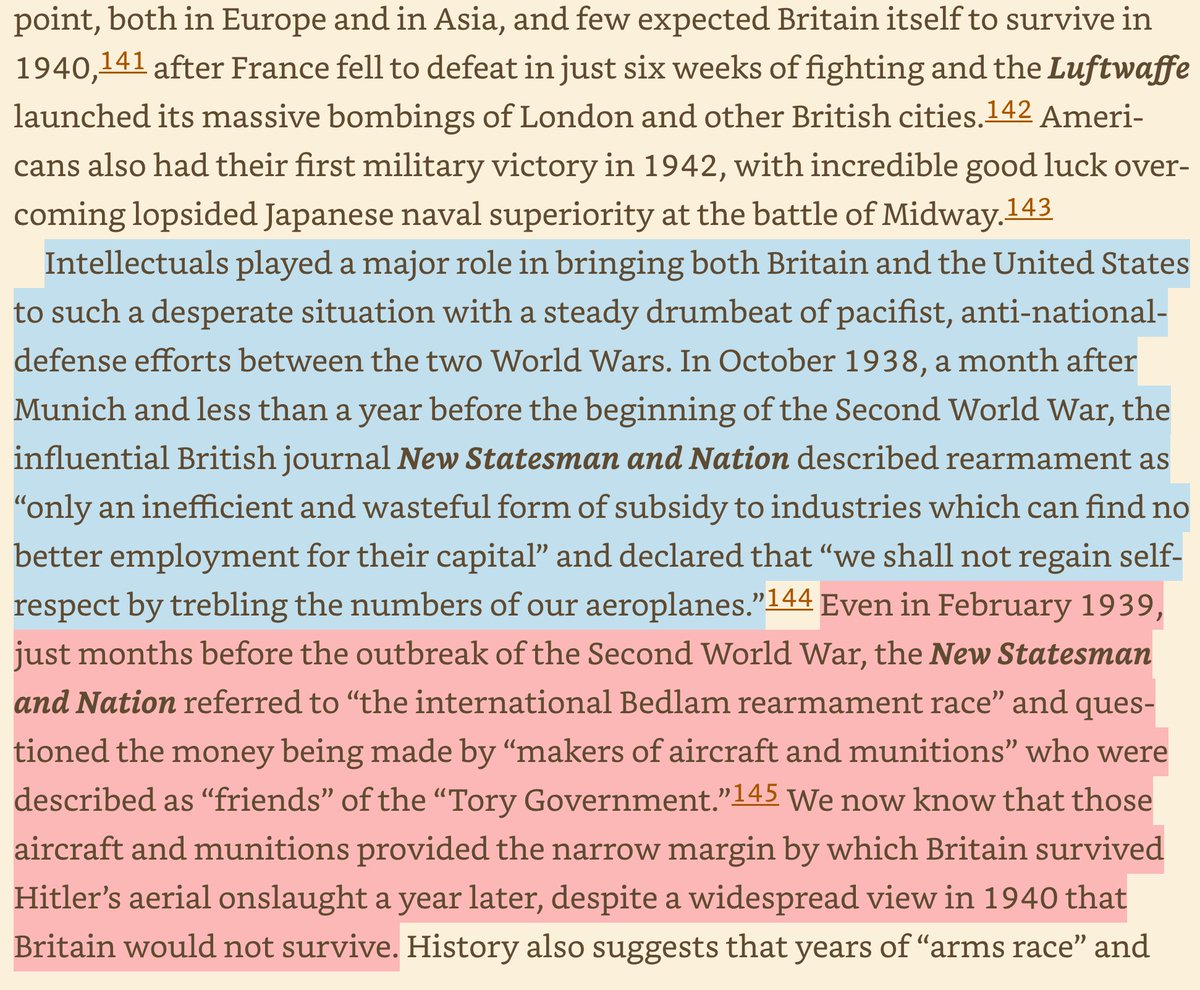 point, both in Europe and in Asia, and few expected Britain itself to survive in
1940,141 after France fell to defeat in just six weeks of fighting and the Luftwaffe
launched its massive bombings of London and other British cities.142 Ameri-
cans also had their first military victory in 1942, with incredible good luck over-
coming lopsided Japanese naval superiority at the battle of Midway.143
Intellectuals played a major role in bringing both Britain and the United States
to such a desperate situation with a steady drumbeat of pacifist, anti-national-
defense efforts between the two World Wars. In October 1938, a month after
Munich and less than a year before the beginning of the Second World War, the
influential British journal New Statesman and Nation described rearmament as
“only an inefficient and wasteful form of subsidy to industries which can find no
better employment for their capital” and declared that “we shall not regain self-
respect by trebling the numbers of our aeroplanes.”144 Even in February 1939,
just months before the outbreak of the Second World War, the New Statesman
and Nation referred to “the international Bedlam rearmament race” and ques-
tioned the money being made by “makers of aircraft and munitions” who were
described as “friends” of the “Tory Government.”145 We now know that those
aircraft and munitions provided the narrow margin by which Britain survived
Hitler’s aerial onslaught a year later, despite a widespread view in 1940 that
Britain would not survive. History also suggests that years of “arms race” and